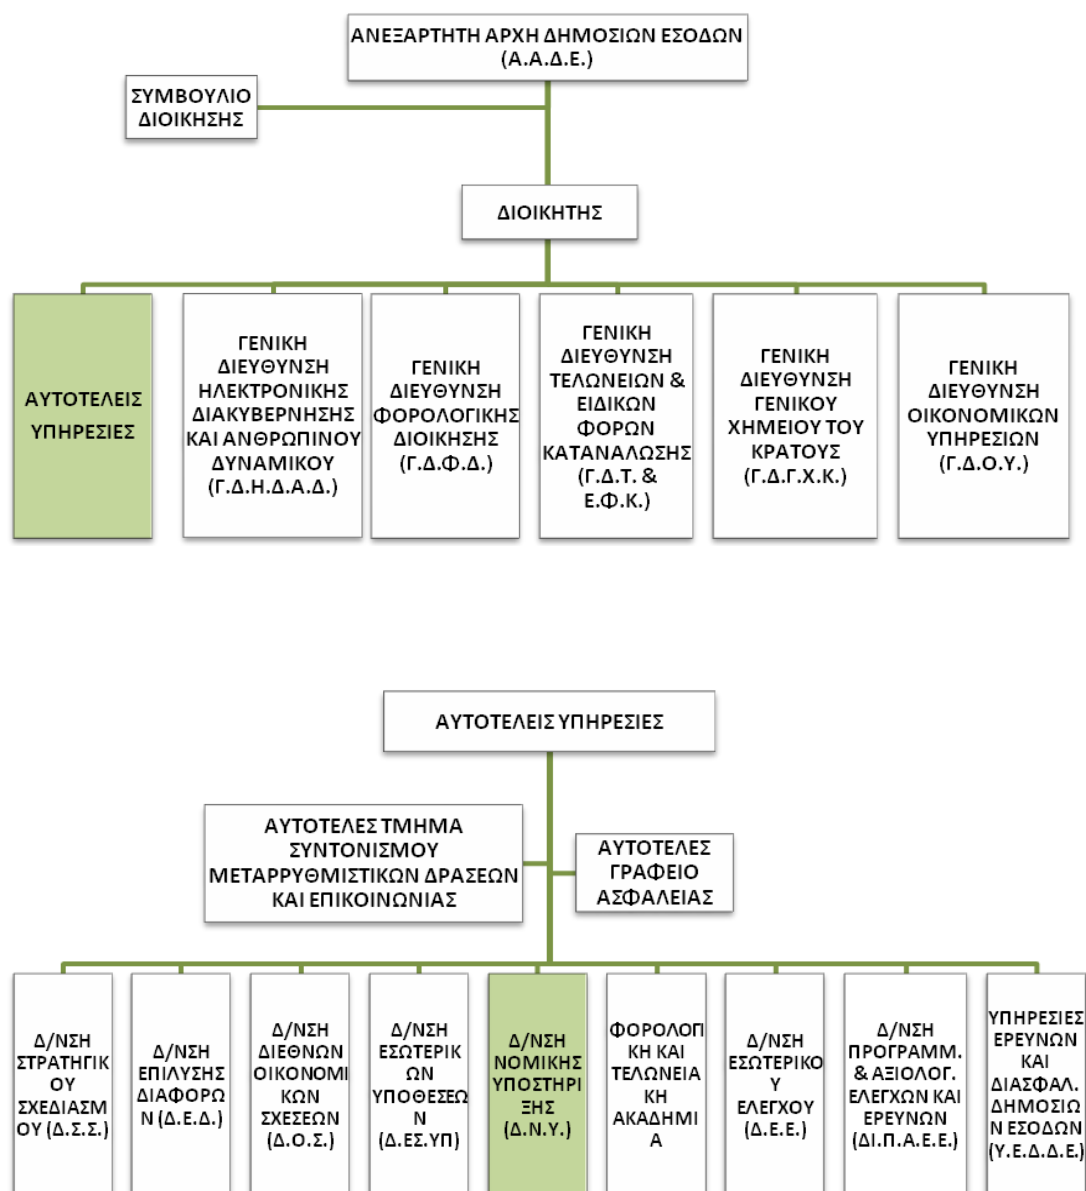 ΑΝΕΞΑΡΤΗΤΗ ΑΡΧΗ ΔΗΜΟΣΙΩΝ ΕΣΟΔΩΝ
(Α.Α.Δ.Ε.)
ΣΥΜΒΟΥΛΙΟ
ΔΙΟΙΚΗΣΗΣ
ΔΙΟΙΚΗΤΗΣ
ΑΥΤΟΤΕΛΕΙΣ
ΥΠΗΡΕΣΙΕΣ
ΓΕΝΙΚΗ
ΔΙΕΥΘΥΝΣΗ
ΗΛΕΚΤΡΟΝΙΚΗΣ
ΔΙΑΚΥΒΕΡΝΗΣΗΣ
ΚΑΙ ΑΝΘΡΩΠΙΝΟΥ
ΔΥΝΑΜΙΚΟΥ
(Γ.Δ.Η.Δ.Α.Δ.)
ΓΕΝΙΚΗ
ΔΙΕΥΘΥΝΣΗ
ΦΟΡΟΛΟΓΙΚΗΣ
ΔΙΟΙΚΗΣΗΣ
(Γ.Δ.Φ.Δ.)
ΓΕΝΙΚΗ
ΔΙΕΥΘΥΝΣΗ
ΤΕΛΩΝΕΙΩΝ &
ΕΙΔΙΚΩΝ
ΦΟΡΩΝ
ΚΑΤΑΝΑΛΩΣΗΣ
(Γ.Δ.Τ. &
Ε.Φ.Κ.)
ΓΕΝΙΚΗ
ΔΙΕΥΘΥΝΣΗ
ΓΕΝΙΚΟΥ
ΧΗΜΕΙΟΥ ΤΟΥ
ΚΡΑΤΟΥΣ
(Γ.Δ.Γ.Χ.Κ.)
ΓΕΝΙΚΗ
ΔΙΕΥΘΥΝΣΗ
ΟΙΚΟΝΟΜΙΚΩΝ
ΥΠΗΡΕΣΙΩΝ
(Γ.Δ.Ο.Υ.)
ΑΥΤΟΤΕΛΕΙΣ ΥΠΗΡΕΣΙΕΣ
ΑΥΤΟΤΕΛΕΣ ΤΜΗΜΑ
ΣΥΝΤΟΝΙΣΜΟΥ
ΜΕΤΑΡΡΥΘΜΙΣΤΙΚΩΝ ΔΡΑΣΕΩΝ
ΚΑΙ ΕΠΙΚΟΙΝΩΝΙΑΣ
ΑΥΤΟΤΕΛΕΣ
ΓΡΑΦΕΙΟ
ΑΣΦΑΛΕΙΑΣ
Δ/ΝΣΗ
ΣΤΡΑΤΗΓΙΚ
ΟΥ
ΣΧΕΔΙΑΣΜ
ΟΥ (Δ.Σ.Σ.)
Δ/ΝΣΗ
ΕΠΙΛΥΣΗΣ
ΔΙΑΦΟΡΩ
Ν (Δ.Ε.Δ.)
Δ/ΝΣΗ
ΔΙΕΘΝΩΝ
ΟΙΚΟΝΟΜΙ
ΚΩΝ
ΣΧΕΣΕΩΝ
(Δ.Ο.Σ.)
Δ/ΝΣΗ
ΕΣΩΤΕΡΙΚ
ΩΝ
ΥΠΟΘΕΣΕΩ
Ν
(Δ.ΕΣ.ΥΠ)
Δ/ΝΣΗ
ΝΟΜΙΚΗΣ
ΥΠΟΣΤΗΡΙ
ΞΗΣ
(Δ.Ν.Υ.)
ΦΟΡΟΛΟΓΙ
ΚΗ ΚΑΙ
ΤΕΛΩΝΕΙΑ
ΚΗ
ΑΚΑΔΗΜΙ
Α
Δ/ΝΣΗ
ΕΣΩΤΕΡΙΚΟ
Υ
ΕΛΕΓΧΟΥ
(Δ.Ε.Ε.)
Δ/ΝΣΗ
ΠΡΟΓΡΑΜΜ.
& ΑΞΙΟΛΟΓ.
ΕΛΕΓΧΩΝ ΚΑΙ
ΕΡΕΥΝΩΝ
(ΔΙ.Π.Α.Ε.Ε.)
ΥΠΗΡΕΣΙΕΣ
ΕΡΕΥΝΩΝ
ΚΑΙ
ΔΙΑΣΦΑΛ.
ΔΗΜΟΣΙΩ
Ν ΕΣΟΔΩΝ
(Υ.Ε.Δ.Δ.Ε.)